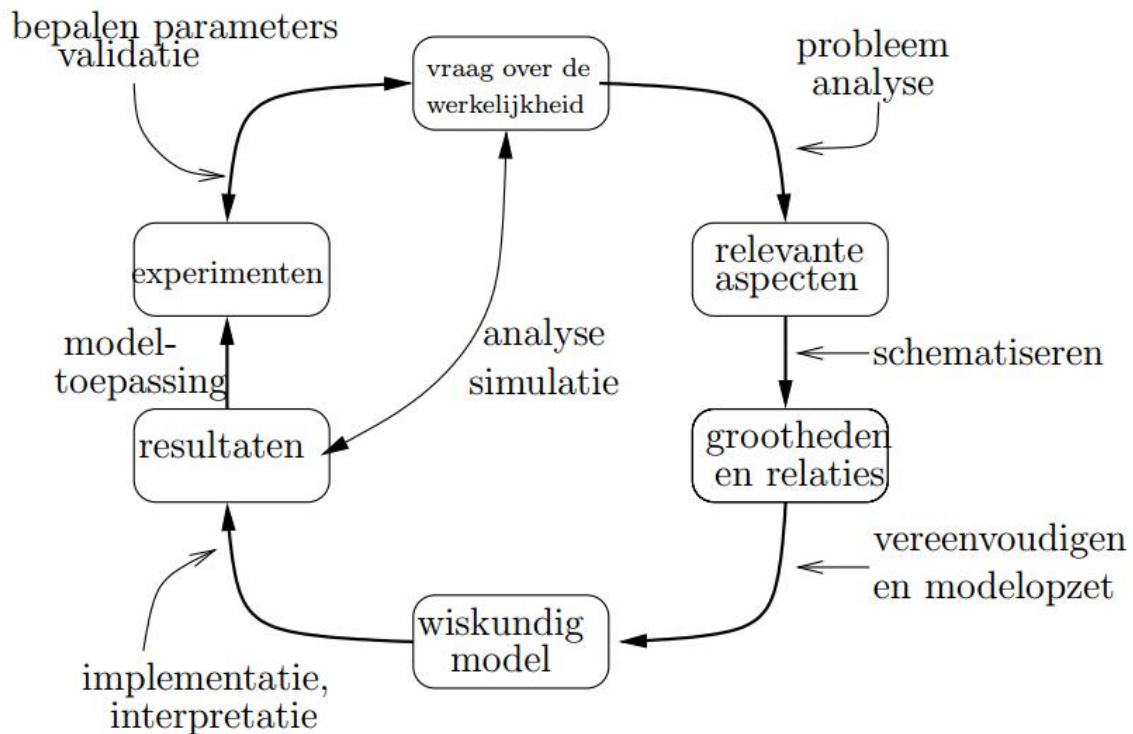 bepalen parameters
validatie
vraag over de
werkelijkheid
probleem
analyse
experimenten
relevante
aspecten
model-
toepassing
analyse
simulatie
schematiseren
resultaten
grootheden
en relaties
vereenvoudigen
en modelopzet
wiskundig
model
implementatie,
interpretatie